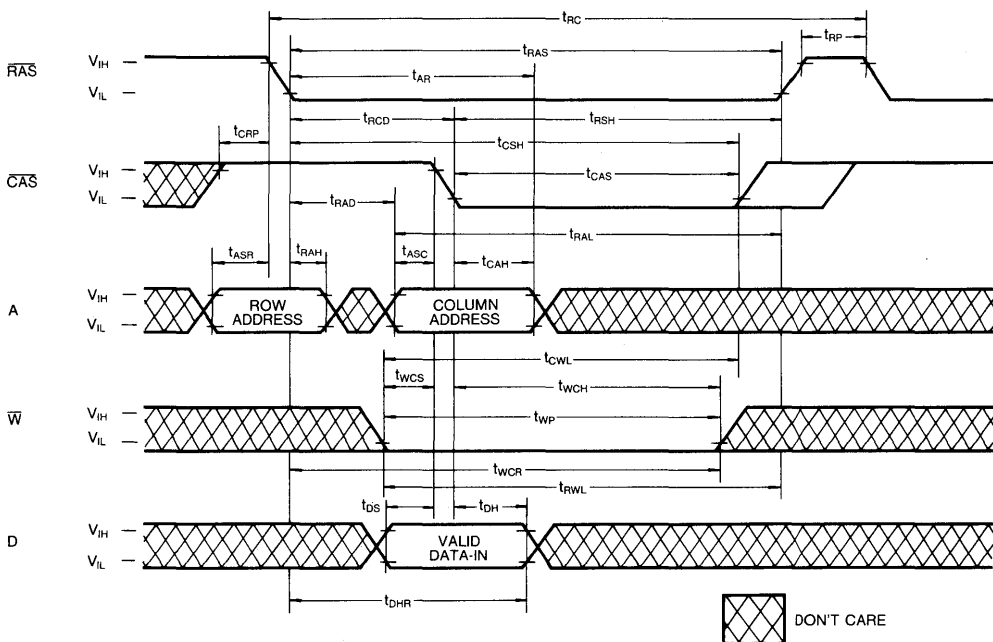 tRC
tRAS
tRP
RAS
VIH
VIL
tAR
tRCD
tRSH
tCRP
tCSH
CAS
VIH
VIL
tCAS
tRAD
tRAL
tASR
tRAH
tASC
tCAH
A
VIH
VIL
ROW
ADDRESS
COLUMN
ADDRESS
tCWL
tWCS
tWCH
W
VIH
VIL
tWP
tWCR
tRWL
tDS
tDH
D
VIH
VIL
VALID
DATA-IN
tDHR
DON'T CARE